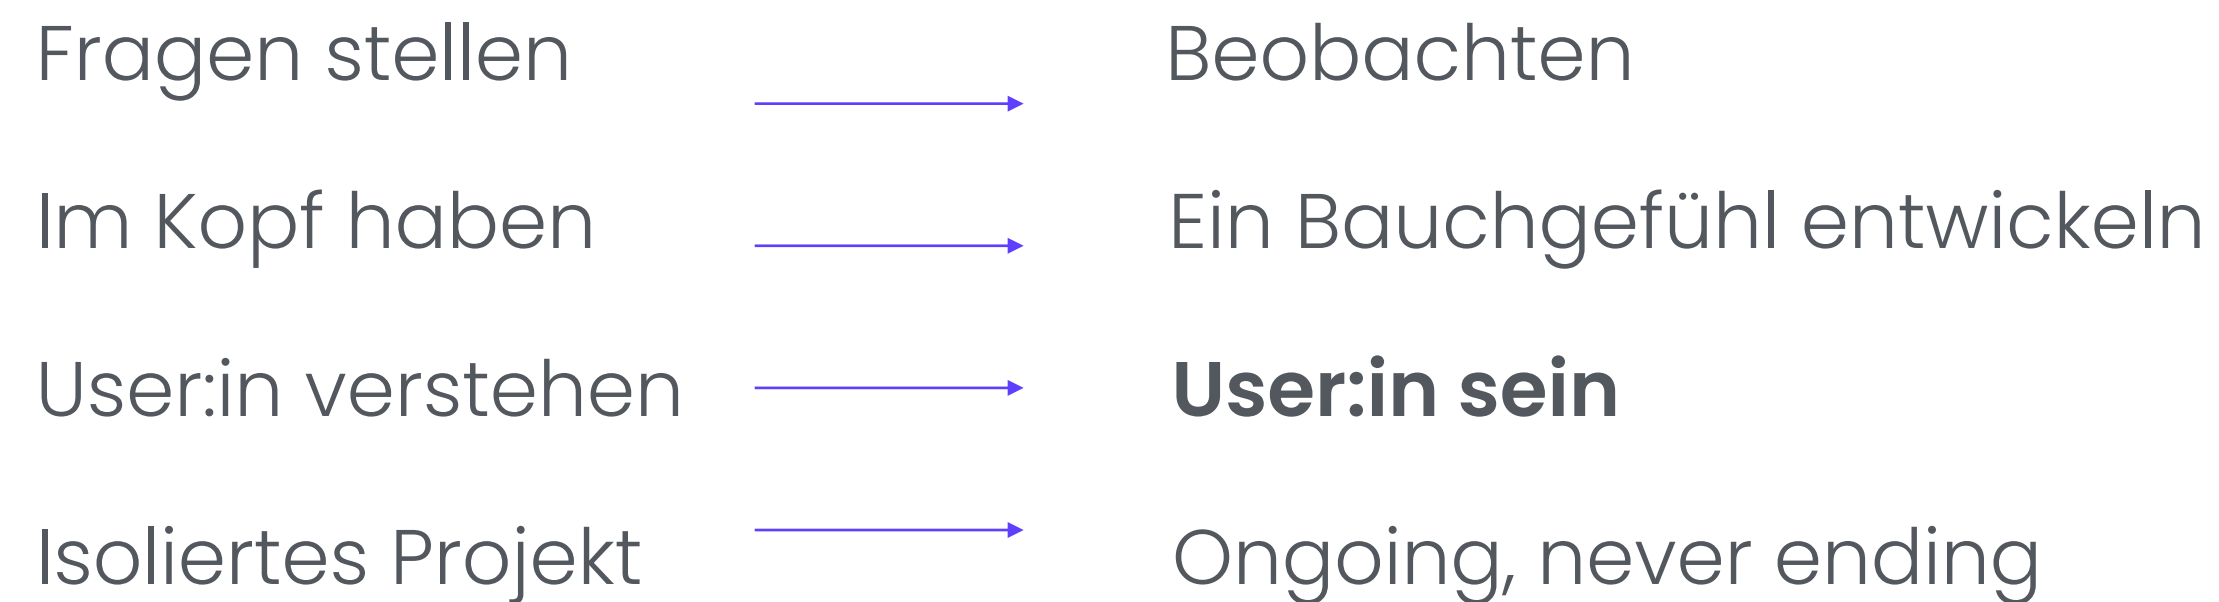 Fragen stellen
Beobachten
Im Kopf haben
Ein Bauchgefühl entwickeln
User:in verstehen
User:in sein
Isoliertes Projekt
Ongoing, never ending